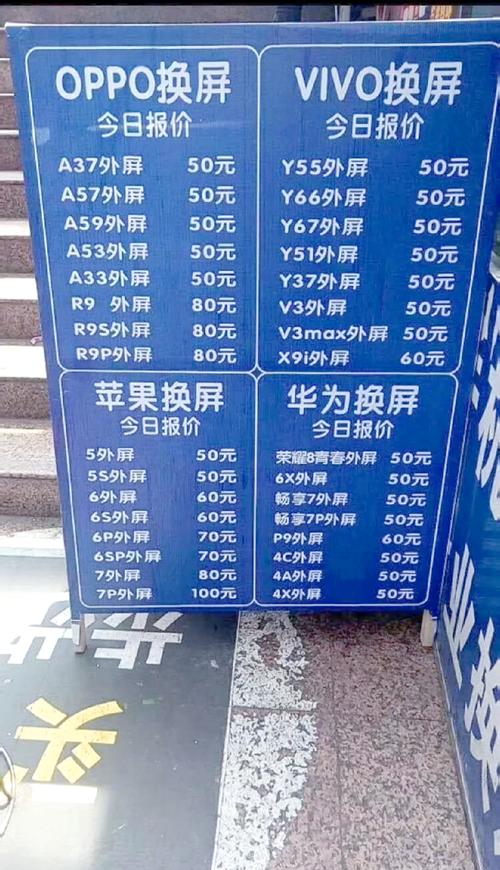 OPPO换屏
今日报价
A37外屏 50元
A57外屏 50元
A59外屏 50元
A53外屏 50元
A33外屏 50元
R9 外屏 80元
R9S外屏 80元
R9P外屏 80元
VIVO换屏
今日报价
Y55外屏 50元
Y66外屏 50元
Y67外屏 50元
Y51外屏 50元
Y37外屏 50元
V3外屏 50元
V3max外屏 50元
X9i外屏 60元
苹果换屏
今日报价
5外屏 50元
5S外屏 50元
6外屏 60元
6S外屏 60元
6P外屏 70元
6SP外屏 70元
7外屏 80元
7P外屏 100元
华为换屏
今日报价
荣耀8青春外屏 50元
6X外屏 50元
畅享7外屏 50元
畅享7P外屏 50元
P9外屏 60元
4C外屏 50元
4A外屏 50元
4X外屏 50元
业换